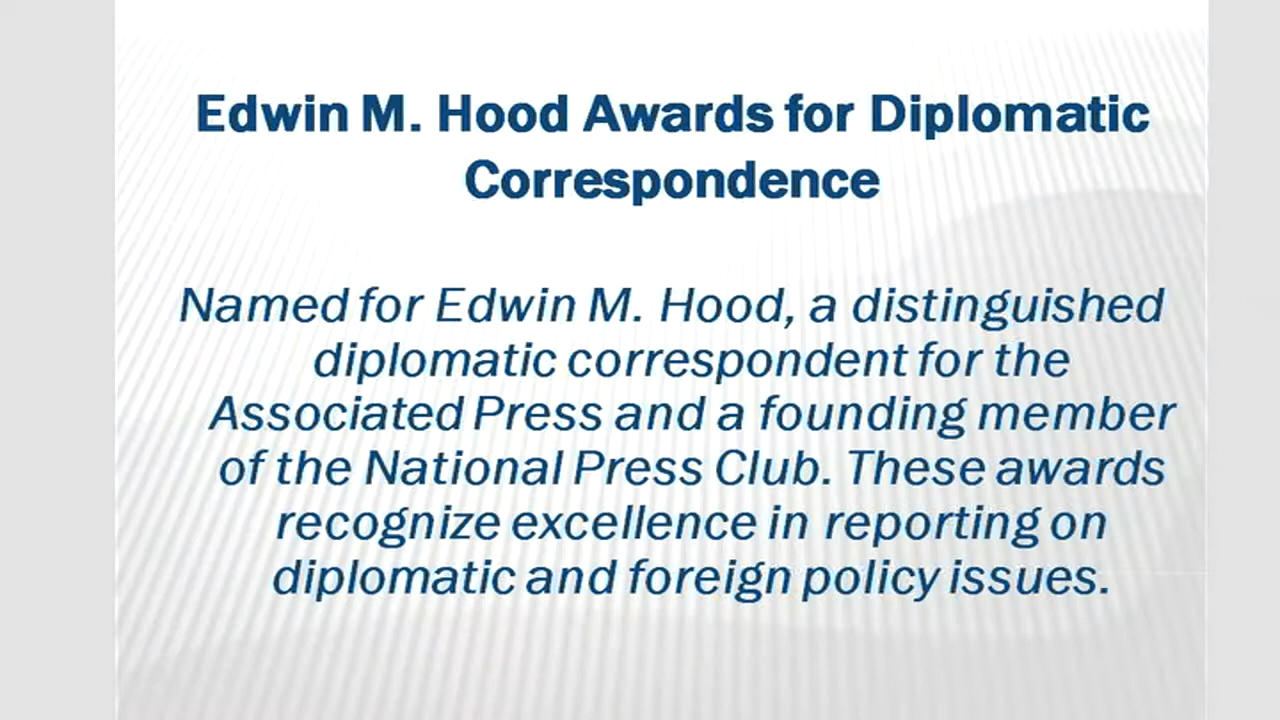 Edwin M. Hood Awards for Diplomatic
Correspondence
Named for Edwin M. Hood, a distinguished
diplomatic correspondent for the
Associated Press and a founding member
of the National Press Club. These awards
recognize excellence in reporting on
diplomatic and foreign policy issues.